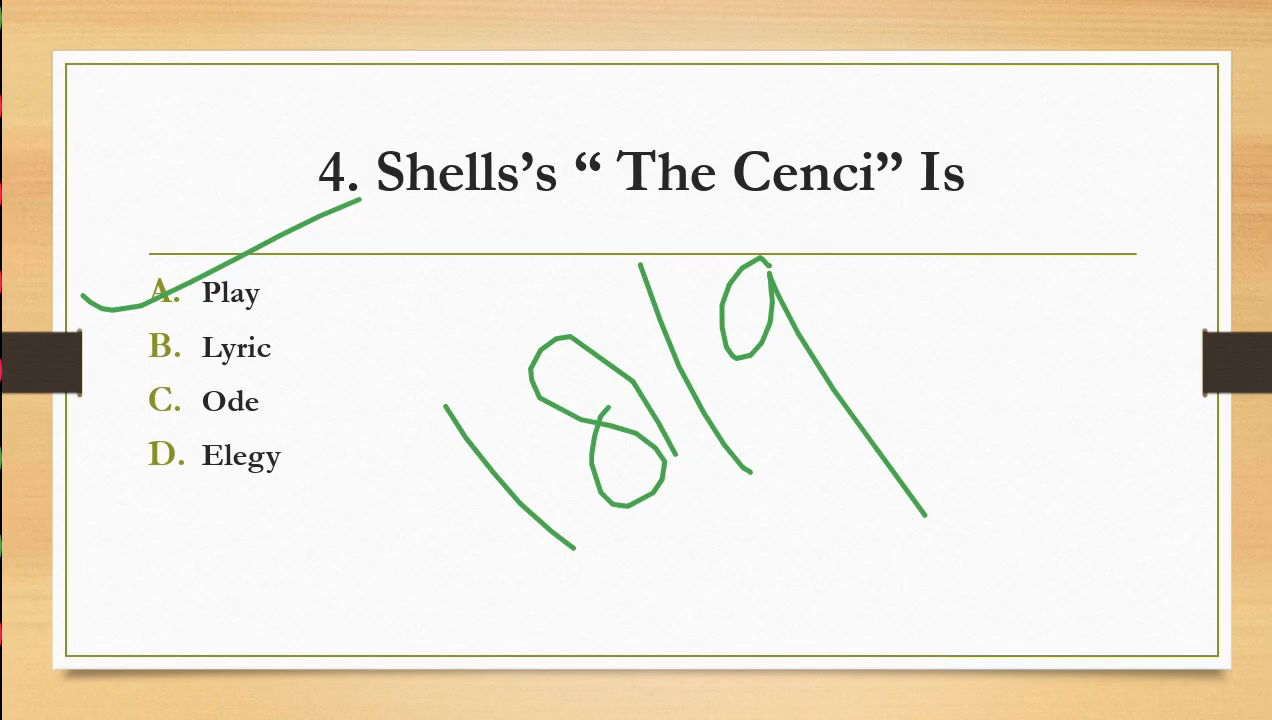 4. Shells’s “ The Cenci” Is
A. Play
B. Lyric
C. Ode
D. Elegy
1819